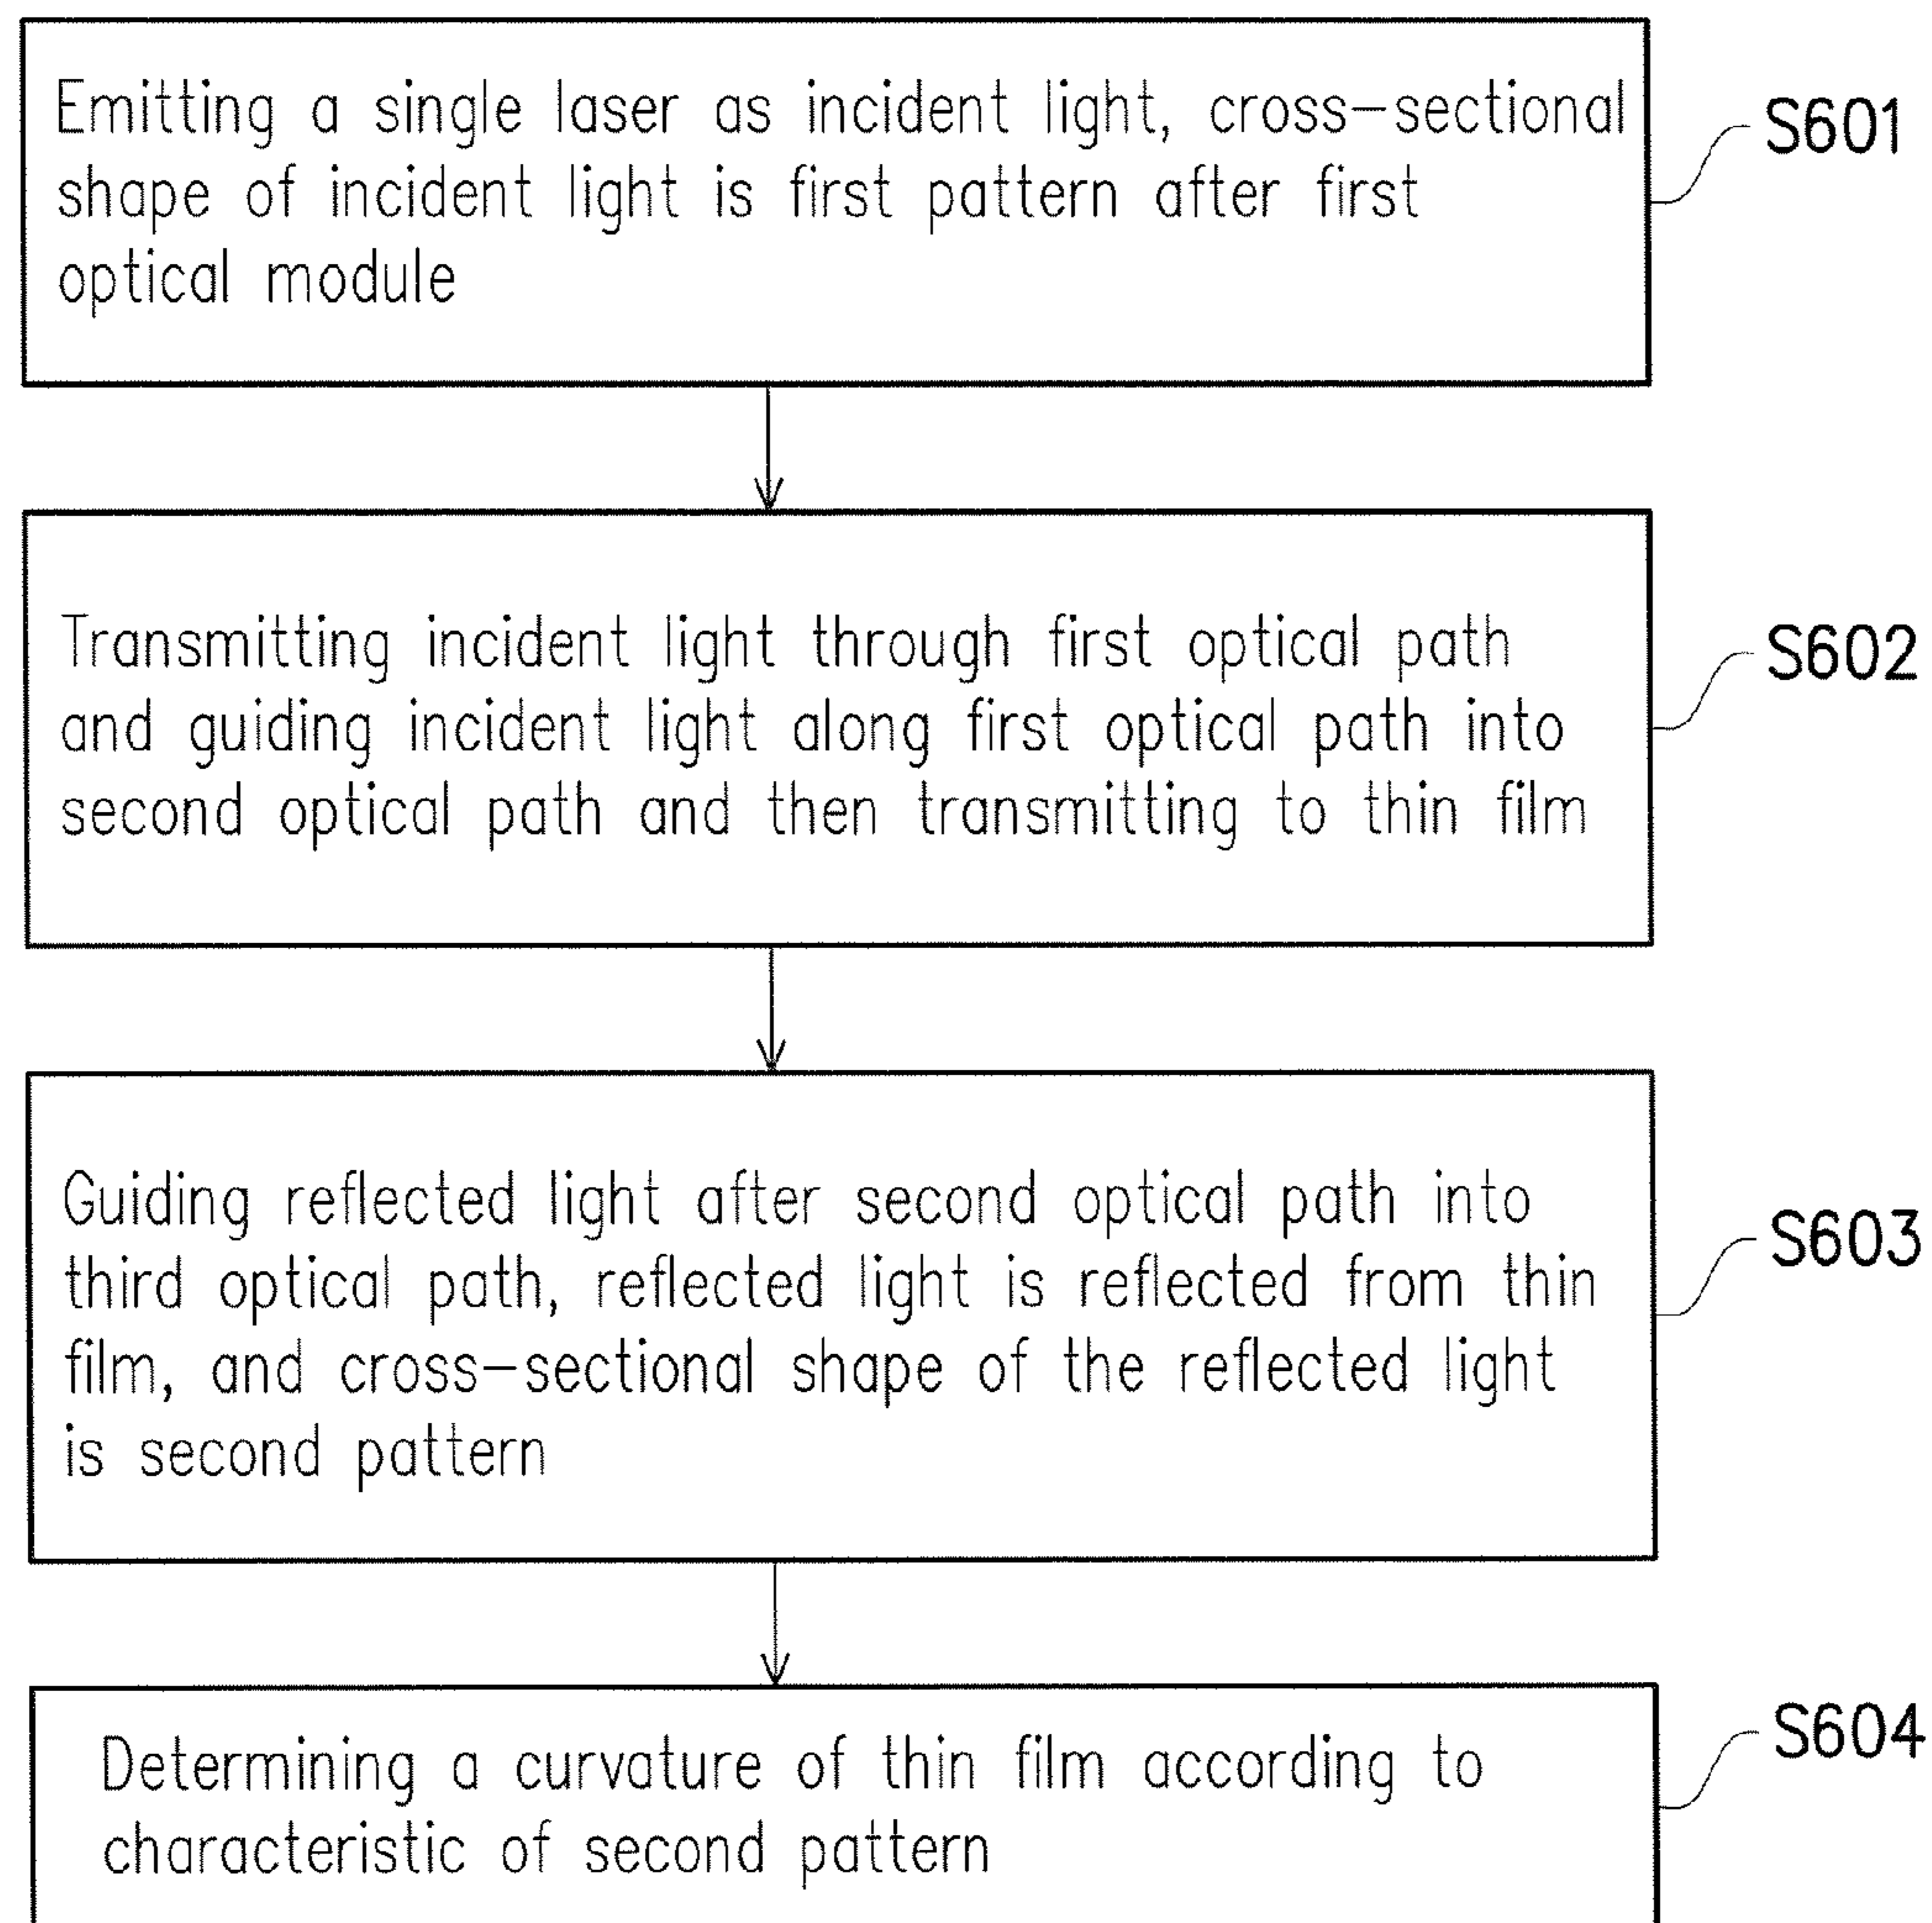 Emitting a single laser as incident light, cross-sectional
shape of incident light is first pattern after first
optical module
S601
Transmitting incident light through first optical path
and guiding incident light along first optical path into
second optical path and then transmitting to thin film
S602
Guiding reflected light after second optical path into
third optical path, reflected light is reflected from thin
film, and cross-sectional shape of the reflected light
is second pattern
S603
Determining a curvature of thin film according to
characteristic of second pattern
S604